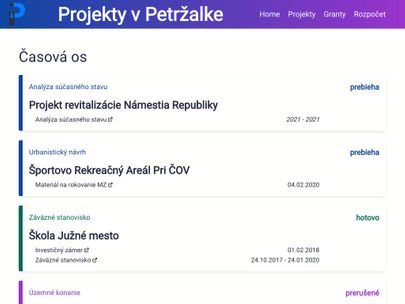 Projekty v Petržalke
Home Projekty Granty Rozpočet
Časová os
Analýza súčasného stavu prebieha
Projekt revitalizácie Námestia Republiky
Analýza súčasného stavu 2021 - 2021
Urbanistický návrh prebieha
Športovo Rekreačný Areál Pri ČOV
Materiál na rokovanie MZ 04.02.2020
Záväzné stanovisko hotovo
Škola Južné mesto
Investičný zámer 01.02.2018
Záväzné stanovisko 24.10.2017 - 24.01.2020
Územné konanie prerušené